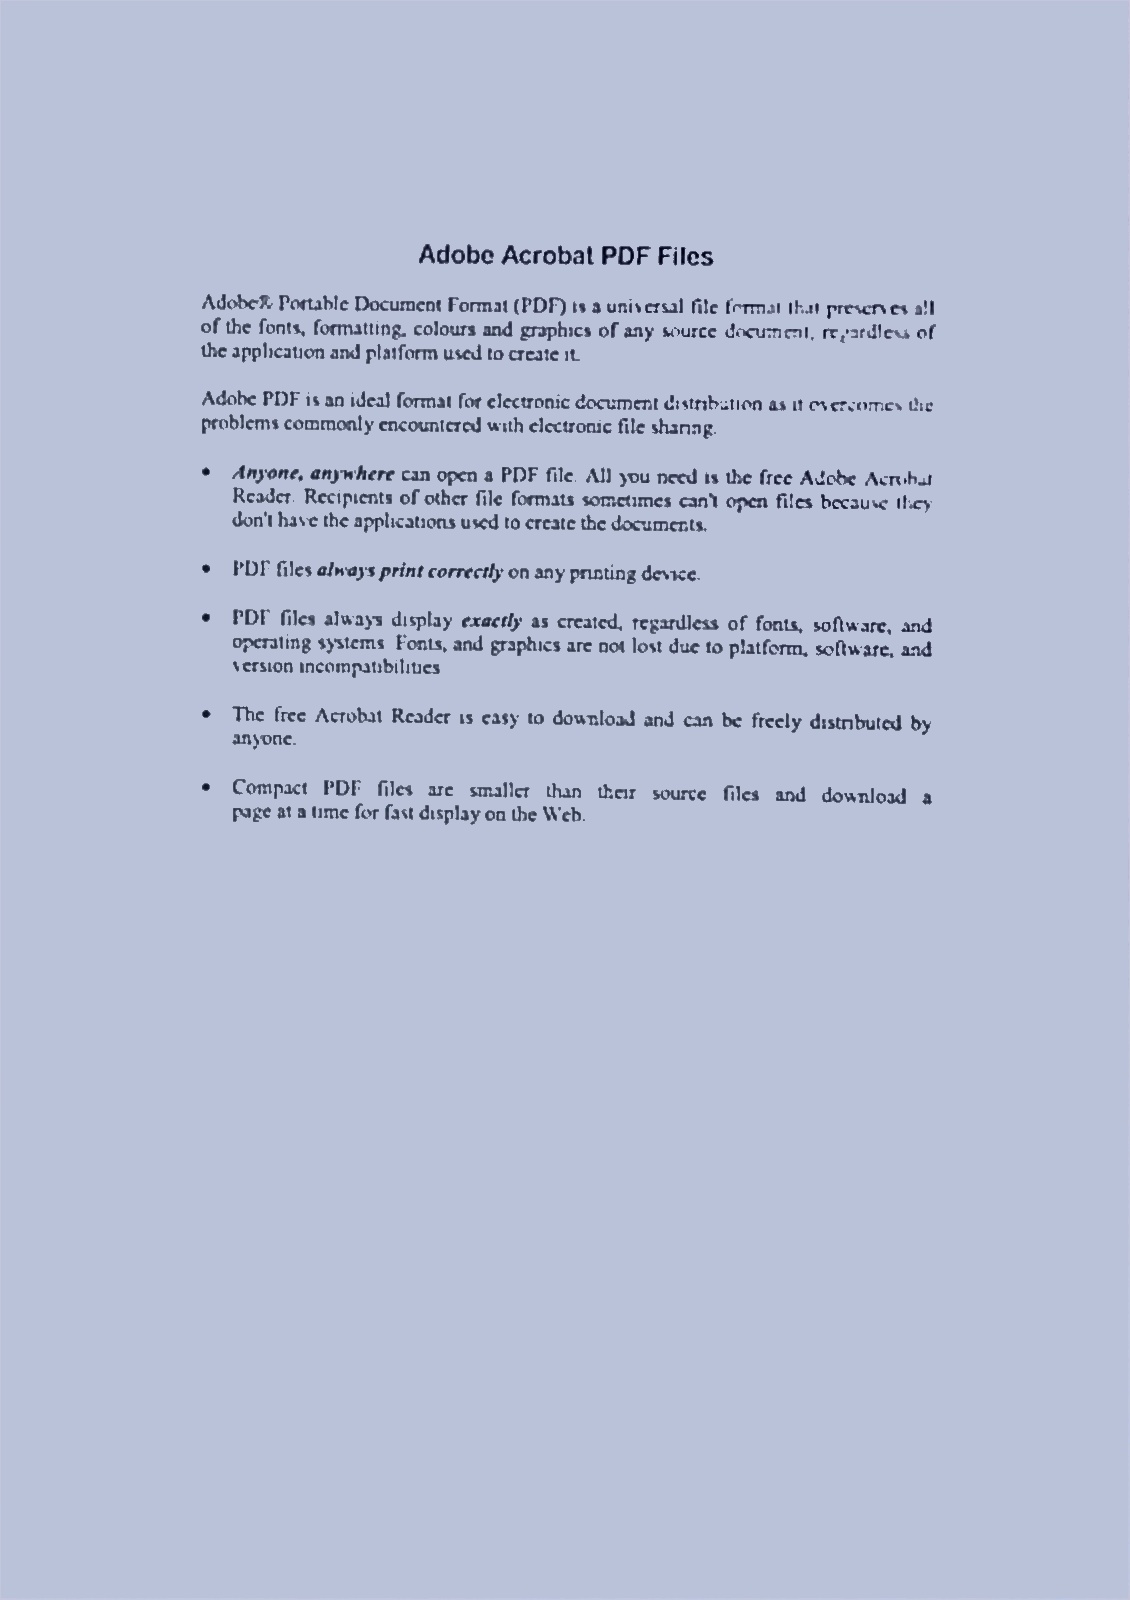 Adobe Acrobat PDF Files
Adobe® Portable Document Format (PDF) is a universal file format that preserves all
of the fonts, formatting, colours and graphics of any source document, regardless of
the application and platform used to create it.
Adobe PDF is an ideal format for electronic document distribution as it overcomes the
problems commonly encountered with electronic file sharing.
• Anyone, anywhere can open a PDF file. All you need is the free Adobe Acrobat
Reader. Recipients of other file formats sometimes can't open files because they
don't have the applications used to create the documents.
• PDF files always print correctly on any printing device.
• PDF files always display exactly as created, regardless of fonts, software, and
operating systems. Fonts, and graphics are not lost due to platform, software, and
version incompatibilities
• The free Acrobat Reader is easy to download and can be freely distributed by
anyone.
• Compact PDF files are smaller than their source files and download a
page at a time for fast display on the Web.